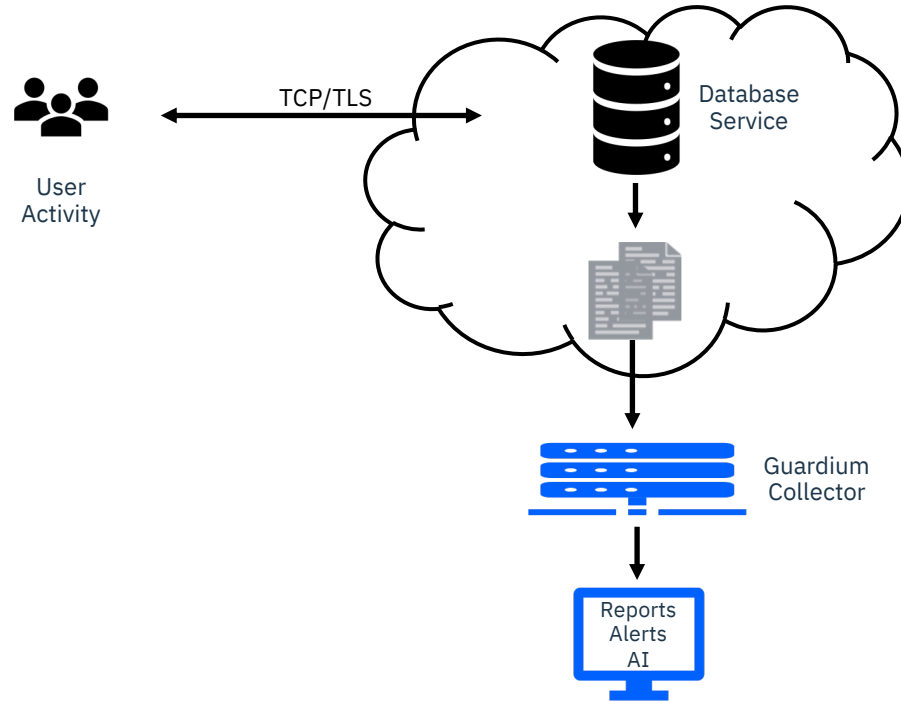 TCP/TLS
Database
Service
User
Activity
Guardium
Collector
Reports
Alerts
AI